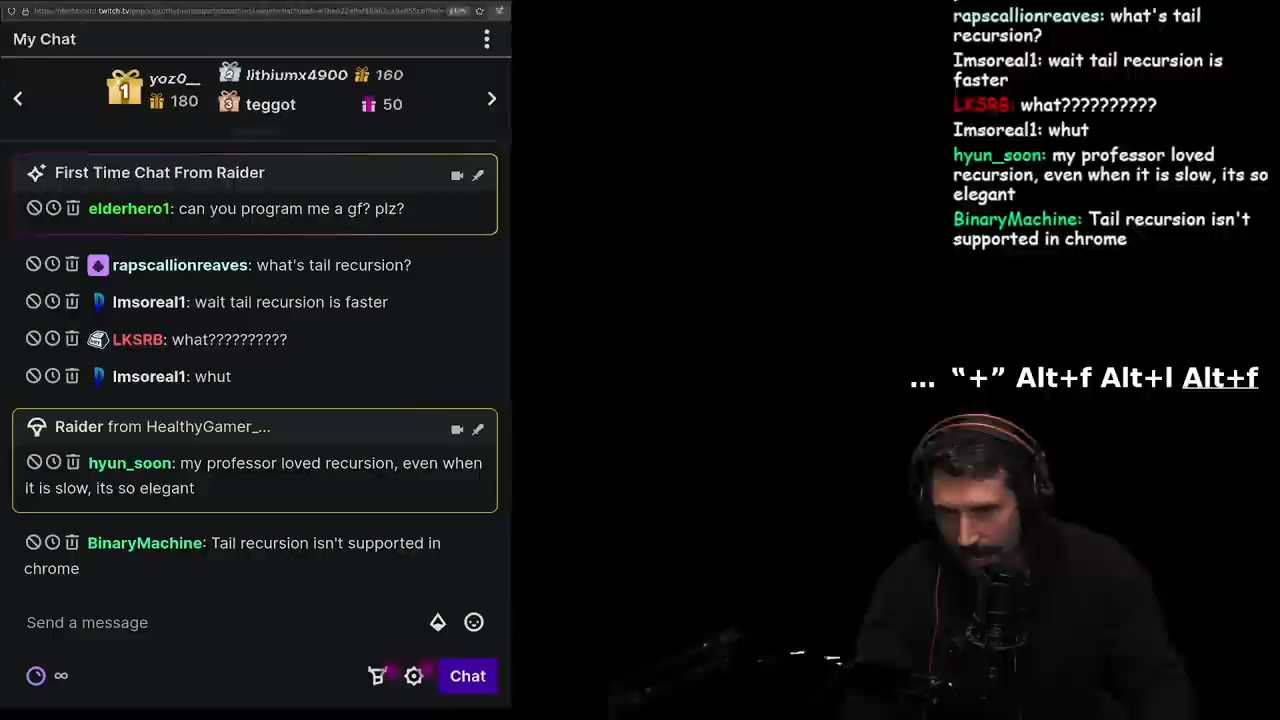 My Chat
1 yozO__ 180
2 lithiumx4900 160
3 teggot 50
First Time Chat From Raider
elderhero1: can you program me a gf? plz?
rapscallionreaves: what's tail recursion?
Imsoreal1: wait tail recursion is faster
LKSRB: what??????????
Imsoreal1: whut
Raider from HealthyGamer_...
hyun_soon: my professor loved recursion, even when
it is slow, its so elegant
BinaryMachine: Tail recursion isn't supported in
chrome
Send a message
∞
Chat
rapscallionreaves: what's tail
recursion?
Imsoreal1: wait tail recursion is
faster
LKSRB: what??????????
Imsoreal1: whut
hyun_soon: my professor loved
recursion, even when it is slow, its so
elegant
BinaryMachine: Tail recursion isn't
supported in chrome
... “+” Alt+f Alt+l Alt+f